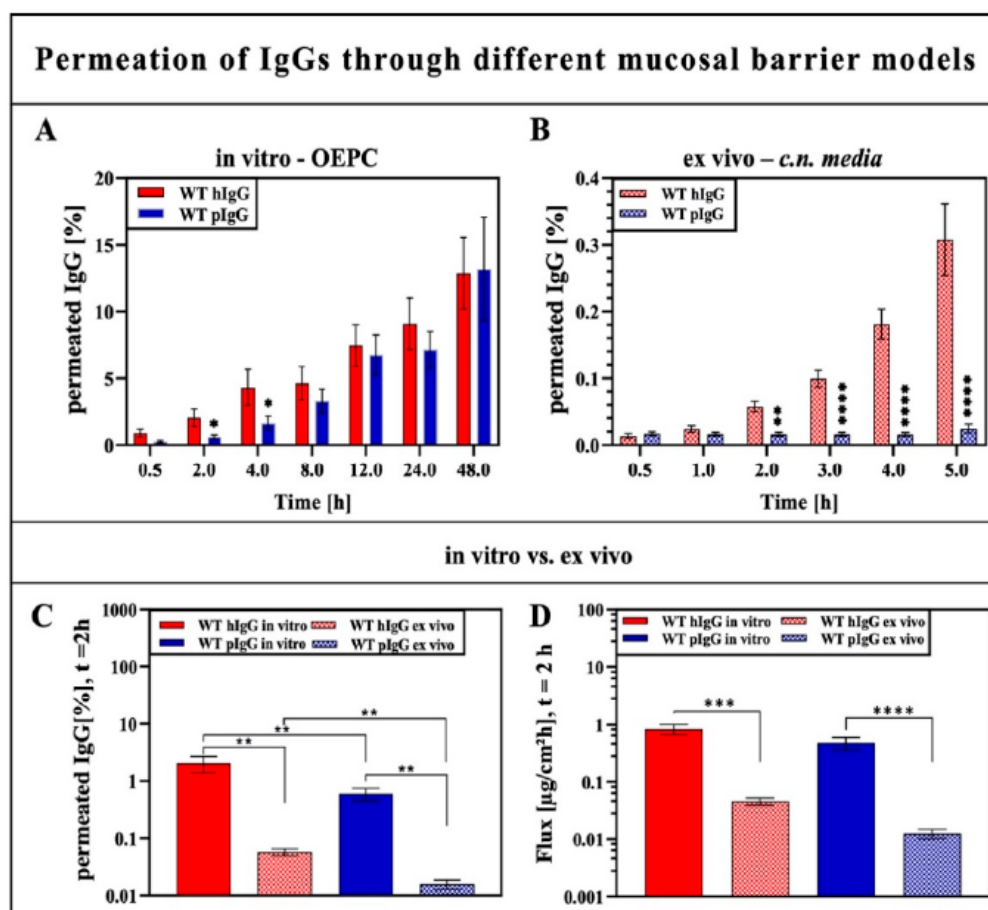 Permeation of IgGs through different mucosal barrier models
A
in vitro - OEPC
WT hIgG
WT pIgG
permeated IgG [%]
20
15
10
5
0
*
*
0.5 2.0 4.0 8.0 12.0 24.0 48.0
Time [h]
B
ex vivo – c.n. media
WT hIgG
WT pIgG
permeated IgG [%]
0.4
0.3
0.2
0.1
0.0
**
****
****
****
0.5 1.0 2.0 3.0 4.0 5.0
Time [h]
in vitro vs. ex vivo
C
WT hIgG in vitro WT hIgG ex vivo
WT pIgG in vitro WT pIgG ex vivo
permeated IgG[%], t =2h
1000
100
10
1
0.1
0.01
**
**
**
**
D
WT hIgG in vitro WT hIgG ex vivo
WT pIgG in vitro WT pIgG ex vivo
Flux [µg/cm²h], t = 2 h
100
10
1
0.1
0.01
0.001
***
****